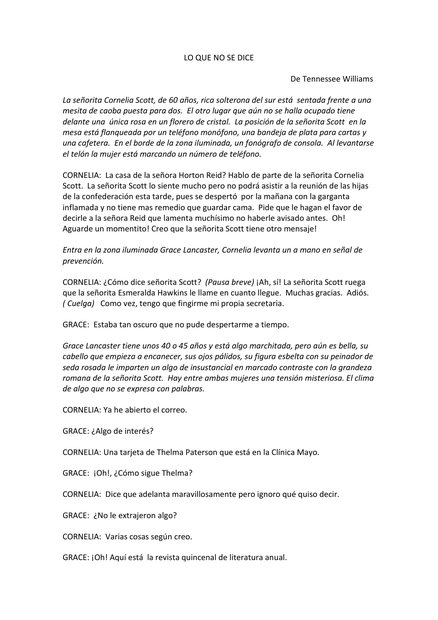 LO QUE NO SE DICE
De Tennessee Williams
La señorita Cornelia Scott, de 60 años, rica solterona del sur está  sentada frente a una
mesita de caoba puesta para dos.  El otro lugar que aún no se halla ocupado tiene
delante una  única rosa en un florero de cristal.  La posición de la señorita Scott  en la
mesa está flanqueada por un teléfono monófono, una bandeja de plata para cartas y
una cafetera.  En el borde de la zona iluminada, un fonógrafo de consola.  Al levantarse
el telón la mujer está marcando un número de teléfono.
CORNELIA:  La casa de la señora Horton Reid? Hablo de parte de la señorita Cornelia
Scott.  La señorita Scott lo siente mucho pero no podrá asistir a la reunión de las hijas
de la confederación esta tarde, pues se despertó  por la mañana con la garganta
inflamada y no tiene mas remedio que guardar cama.  Pide que le hagan el favor de
decirle a la señora Reid que lamenta muchísimo no haberle avisado antes.  Oh!
Aguarde un momentito! Creo que la señorita Scott tiene otro mensaje!
Entra en la zona iluminada Grace Lancaster, Cornelia levanta un a mano en señal de
prevención.
CORNELIA: ¿Cómo dice señorita Scott?  (Pausa breve) ¡Ah, sí! La señorita Scott ruega
que la señorita Esmeralda Hawkins le llame en cuanto llegue.  Muchas gracias.  Adiós.
( Cuelga)   Como vez, tengo que fingirme mi propia secretaria.
GRACE:  Estaba tan oscuro que no pude despertarme a tiempo.
Grace Lancaster tiene unos 40 o 45 años y está algo marchitada, pero aún es bella, su
cabello que empieza a encanecer, sus ojos pálidos, su figura esbelta con su peinador de
seda rosada le imparten un algo de insustancial en marcado contraste con la grandeza
romana de la señorita Scott.  Hay entre ambas mujeres una tensión misteriosa. El clima
de algo que no se expresa con palabras.
CORNELIA: Ya he abierto el correo.
GRACE: ¿Algo de interés?
CORNELIA: Una tarjeta de Thelma Paterson que está en la Clínica Mayo.
GRACE:  ¡Oh!, ¿Cómo sigue Thelma?
CORNELIA:  Dice que adelanta maravillosamente pero ignoro qué quiso decir.
GRACE:  ¿No le extrajeron algo?
CORNELIA:  Varias cosas según creo.
GRACE: ¡Oh! Aquí está  la revista quincenal de literatura anual.